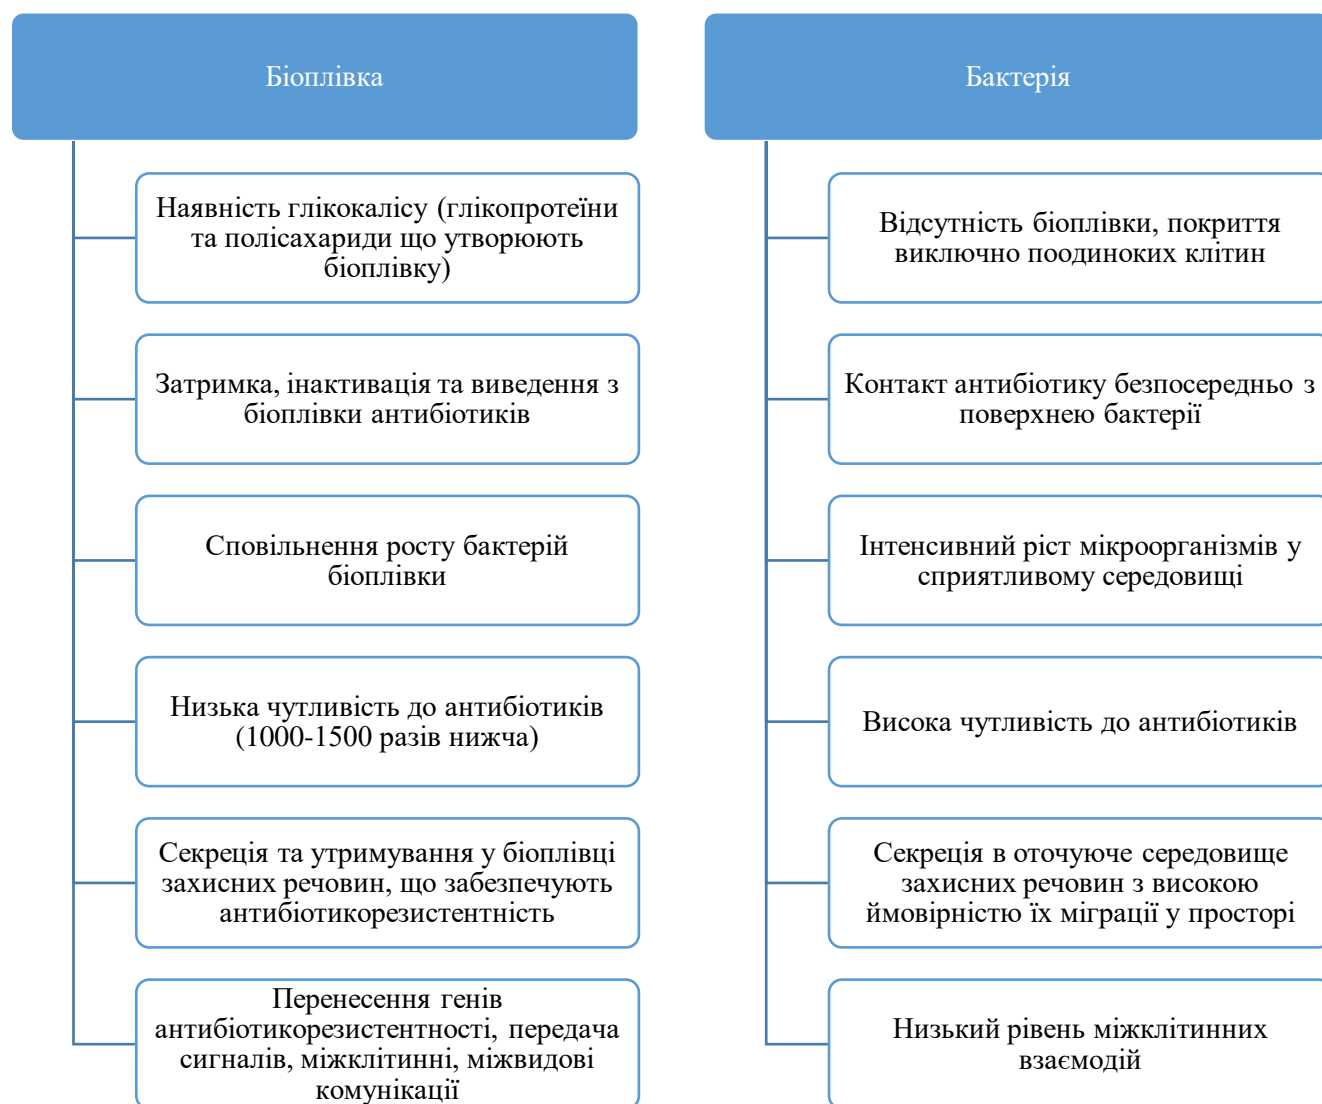 Біоплівка
Наявність глікокалісу (глікопротеїни
та полісахариди що утворюють
біоплівку)
Затримка, інактивація та виведення з
біоплівки антибіотиків
Сповільнення росту бактерій
біоплівки
Низька чутливість до антибіотиків
(1000-1500 разів нижча)
Секреція та утримування у біоплівці
захисних речовин, що забезпечують
антибіотикорезистентність
Перенесення генів
антибіотикорезистентності, передача
сигналів, міжклітинні, міжвидові
комунікації
Бактерія
Відсутність біоплівки, покриття
виключно поодиноких клітин
Контакт антибіотику безпосередньо з
поверхнею бактерії
Інтенсивний ріст мікроорганізмів у
сприятливому середовищі
Висока чутливість до антибіотиків
Секреція в оточуюче середовище
захисних речовин з високою
ймовірністю їх міграції у просторі
Низький рівень міжклітинних
взаємодій